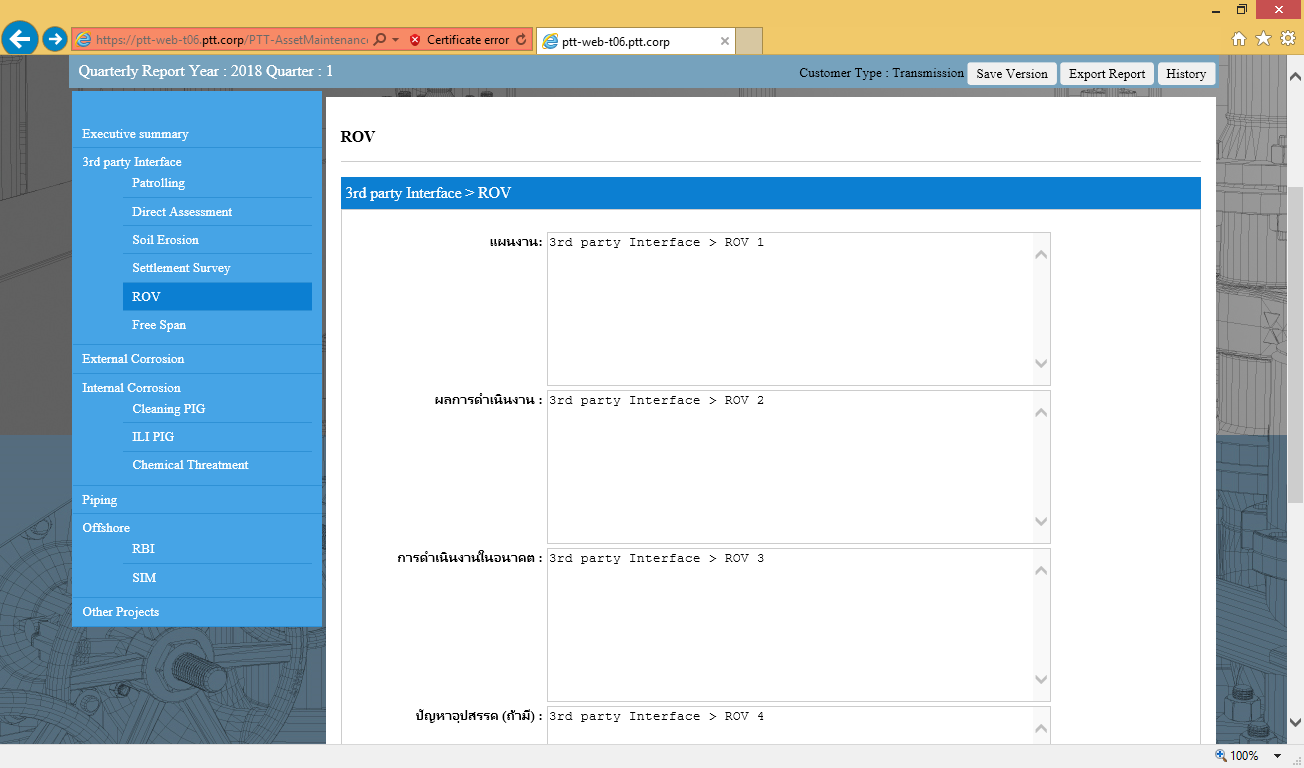 https://ptt-web-t06.ptt.corp/PTT-AssetMaintenanc
Certificate error
ptt-web-t06.ptt.corp
Quarterly Report Year : 2018 Quarter : 1
Customer Type : Transmission
Save Version
Export Report
History
Executive summary
3rd party Interface
Patrolling
Direct Assessment
Soil Erosion
Settlement Survey
ROV
Free Span
External Corrosion
Internal Corrosion
Cleaning PIG
ILI PIG
Chemical Threatment
Piping
Offshore
RBI
SIM
Other Projects
ROV
3rd party Interface > ROV
แผนงาน: 3rd party Interface > ROV 1
ผลการดำเนินงาน : 3rd party Interface > ROV 2
การดำเนินงานในอนาคต : 3rd party Interface > ROV 3
ปัญหาอุปสรรค (ถ้ามี) : 3rd party Interface > ROV 4
100%